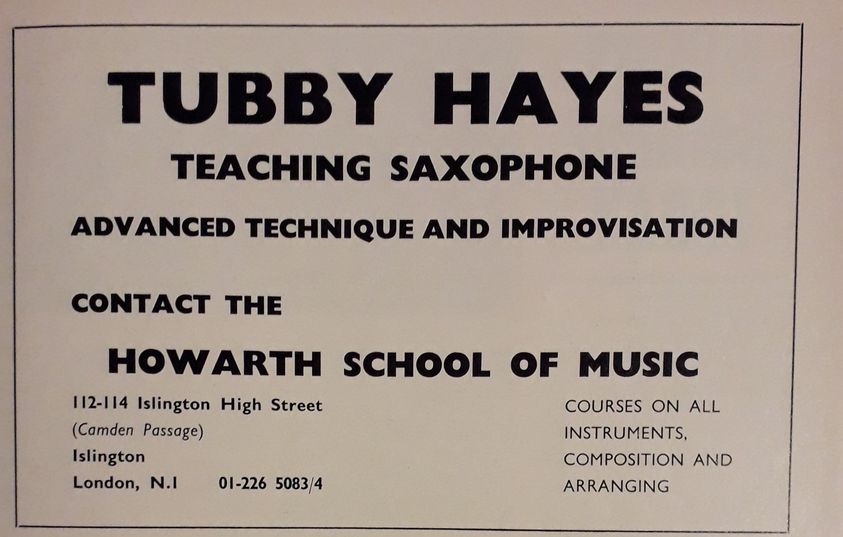 TUBBY HAYES
TEACHING SAXOPHONE
ADVANCED TECHNIQUE AND IMPROVISATION
CONTACT THE
HOWARTH SCHOOL OF MUSIC
112-114 Islington High Street
(Camden Passage)
Islington
London, N.1 01-226 5083/4
COURSES ON ALL
INSTRUMENTS,
COMPOSITION AND
ARRANGING